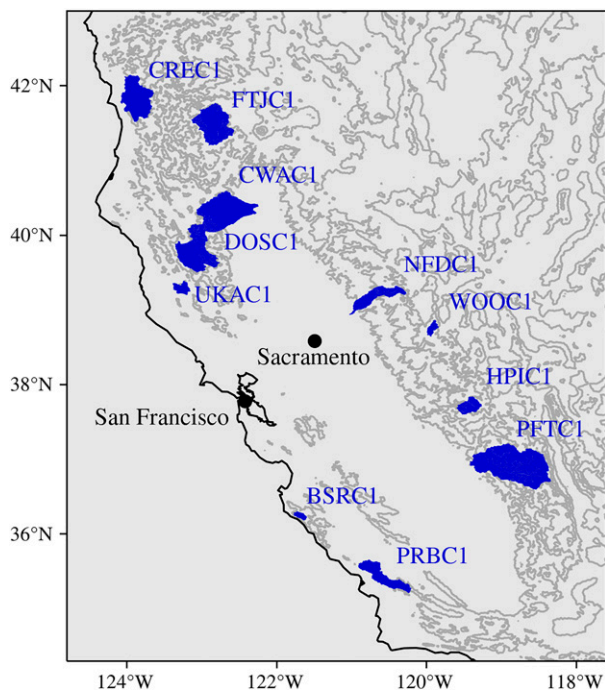 42°N
CREC1
FTJC1
CWAC1
40°N
DOSC1
NFDC1
UKAC1
WOOC1
Sacramento
38°N
HPIC1
San Francisco
PFTC1
BSRC1
36°N
PRBC1
124°W
122°W
120°W
118°W